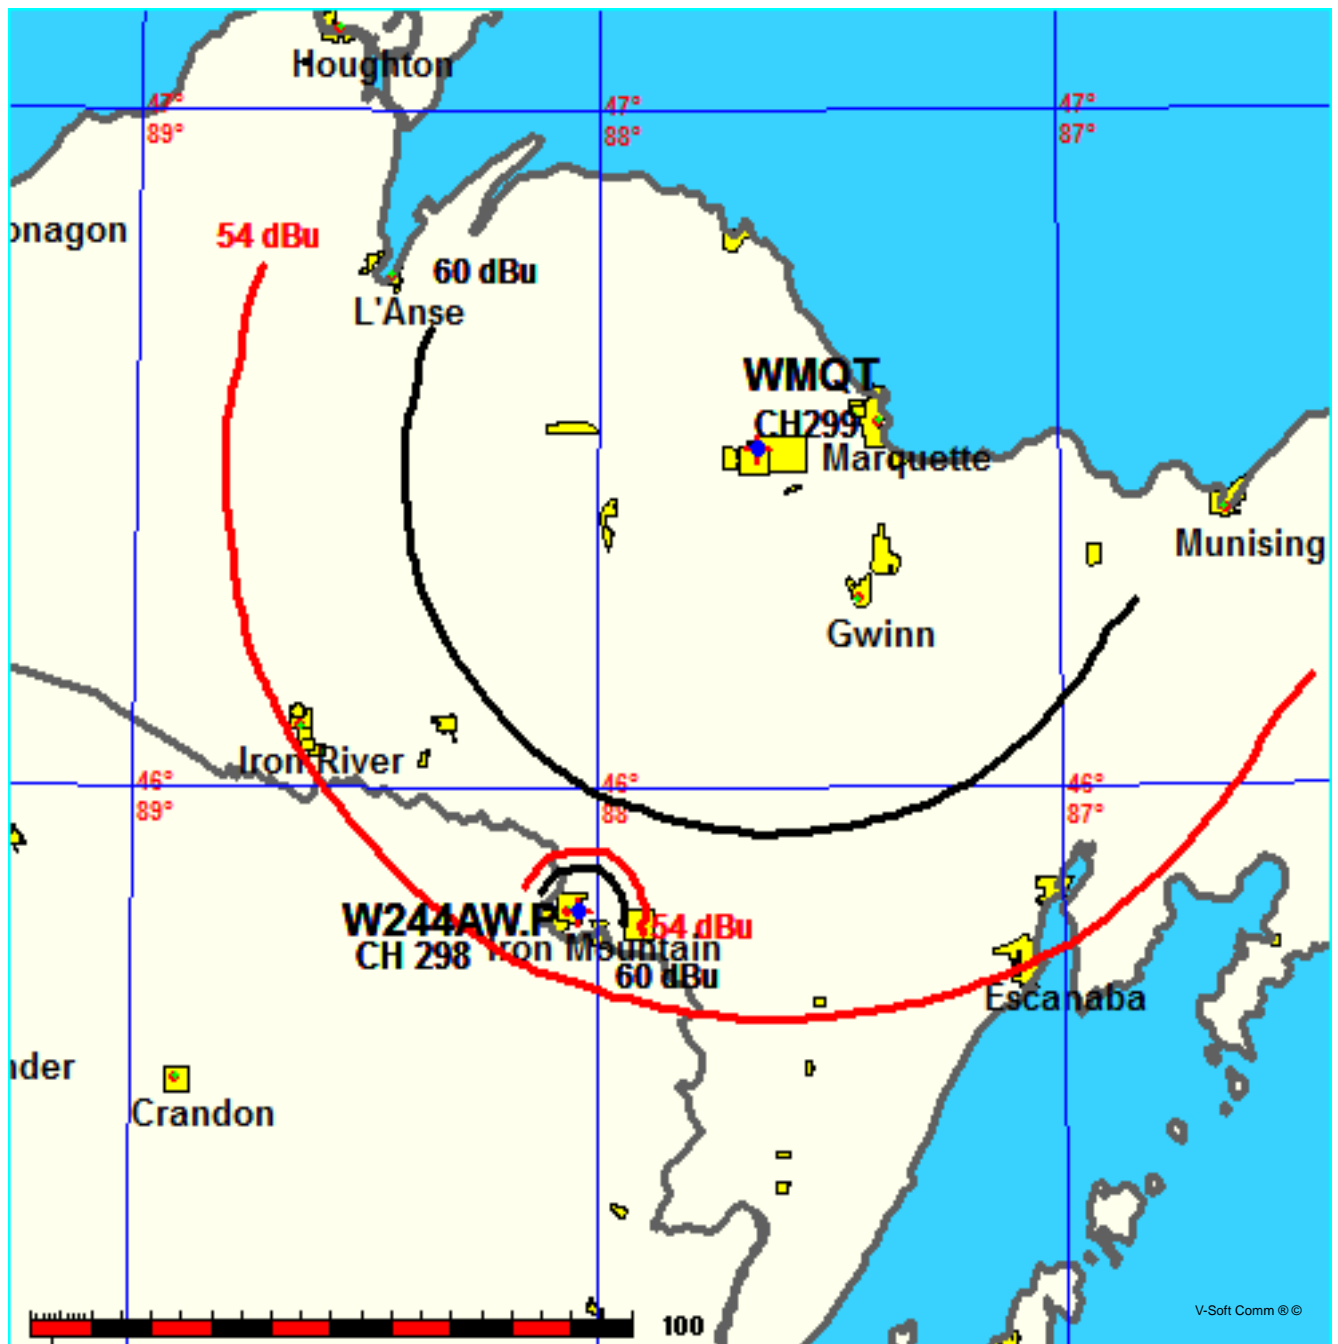 Houghton
47°
89°
47°
88°
47°
87°
onagon
54 dBu
60 dBu
L'Anse
WMQT
CH299
Marquette
Munising
Gwinn
Iron River
46°
89°
46°
88°
46°
87°
W244AW.P
CH 298
54 dBu
Iron Mountain
60 dBu
Escanaba
nder
Crandon
V-Soft Comm ® ©
100